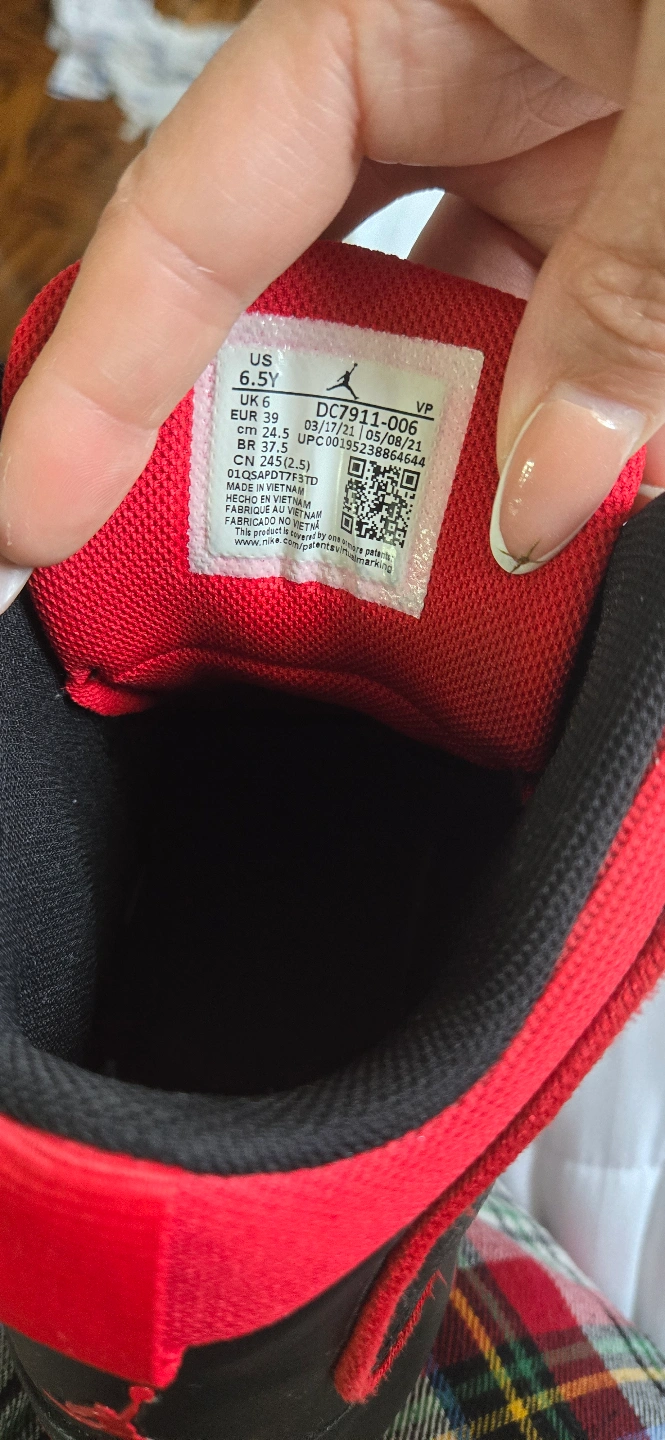 US
6.5Y
UK 6
EUR 39
cm 24.5
BR 37.5
CN 245(2.5)
VP
DC7911-006
03/17/21 | 05/08/21
UPC00195238864644
01QSAPDT7F3TD
MADE IN VIETNAM
HECHO EN VIETNAM
FABRIQUE AU VIETNAM
FABRICADO NO VIETNÃ
This product is covered by one or more patents:
www.nike.com/patentsvirtualmarking